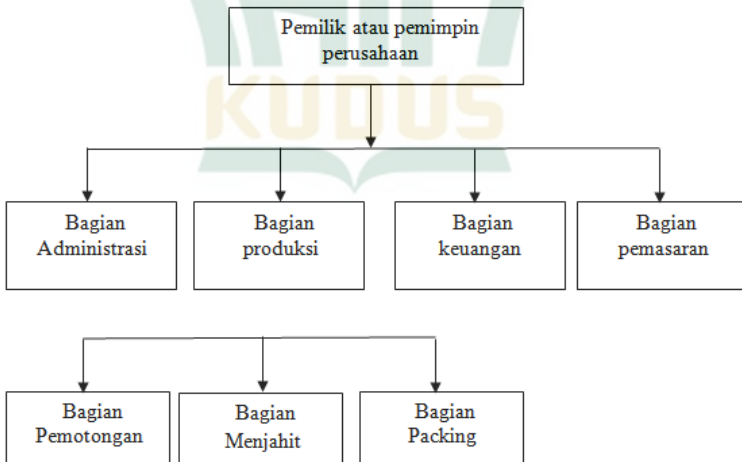 Pemilik atau pemimpin
perusahaan
KUDUS
Bagian
Administrasi
Bagian
produksi
Bagian
keuangan
Bagian
pemasaran
Bagian
Pemotongan
Bagian
Menjahit
Bagian
Packing